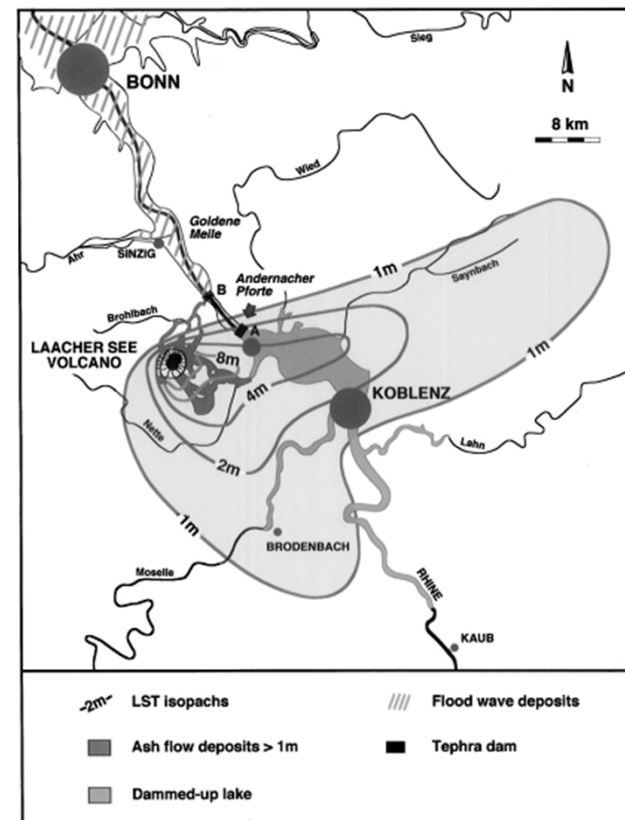 Sieg
BONN
N
8 km
Wied
Goldene
Meile
Ahr
SINZIG
B
Andernacher
Pforte
1m
Saynbach
Brohlbach
A
LAACHER SEE
VOLCANO
8m
1m
4m
KOBLENZ
Nette
Lahn
2m
1m
BRODENBACH
Moselle
RHINE
KAUB
-2m- LST isopachs
Flood wave deposits
Ash flow deposits > 1m
Tephra dam
Dammed-up lake